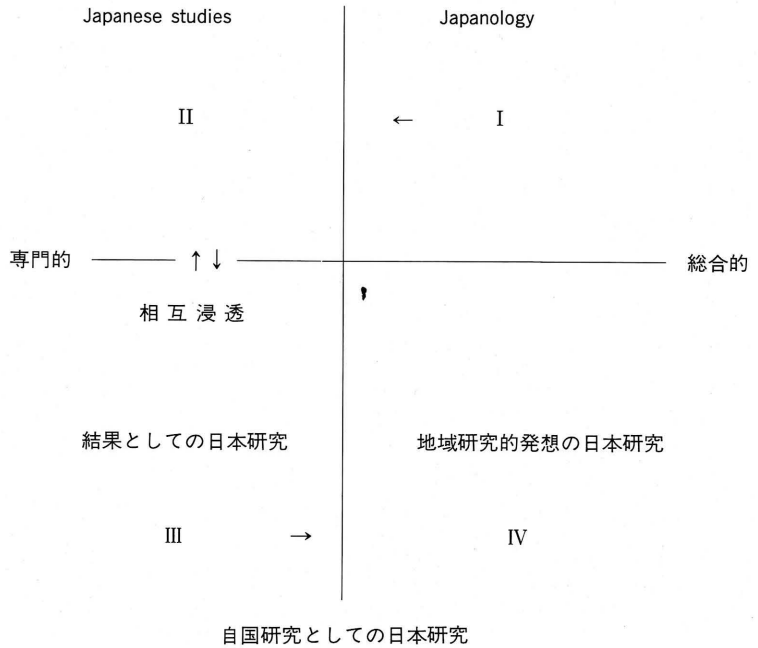 Japanese studies Japanology
II ← I
専門的 ↑↓ 総合的
相互浸透
結果としての日本研究 地域研究的発想の日本研究
III → IV
自国研究としての日本研究